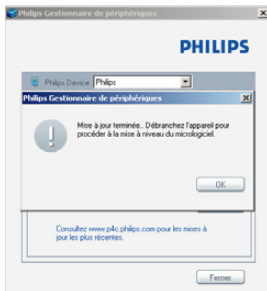 Philips Gestionnaire de périphériques
PHILIPS
Philips Device Philips
Philips Gestionnaire de périphériques
Mise à jour terminée.. Débranchez l'appareil pour
procéder à la mise à niveau du micrologiciel.
OK
Consultez www.p4c.philips.com pour les mises à
jour les plus récentes.
Fermer